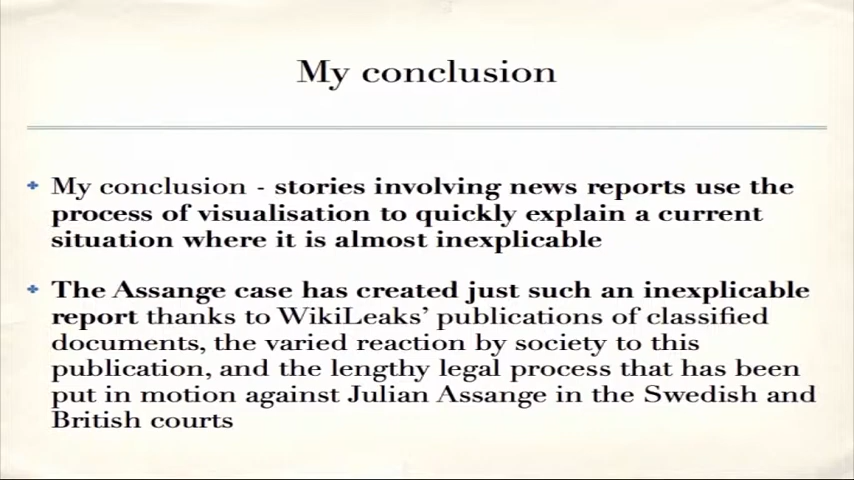 My conclusion
My conclusion - stories involving news reports use the
process of visualisation to quickly explain a current
situation where it is almost inexplicable
The Assange case has created just such an inexplicable
report thanks to WikiLeaks’ publications of classified
documents, the varied reaction by society to this
publication, and the lengthy legal process that has been
put in motion against Julian Assange in the Swedish and
British courts